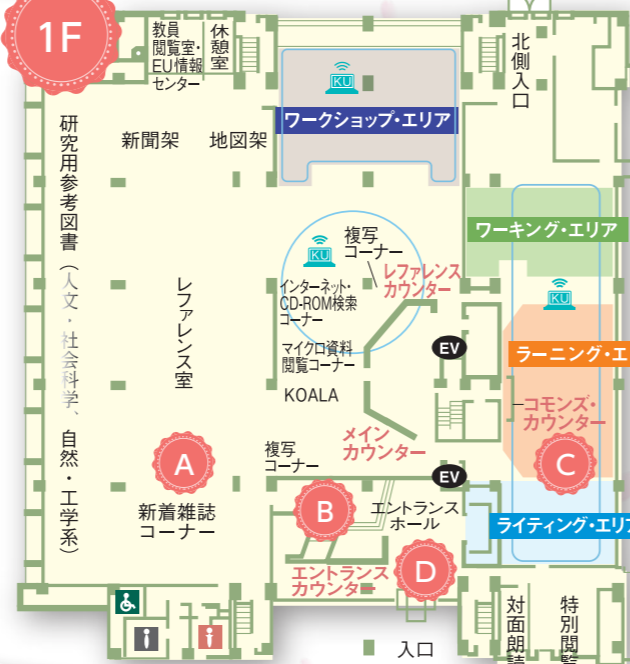 1F
教員
閲覧室・
EU情報
センター
休憩室
北側入口
KU
ワークショップ・エリア
研究用参考図書（人文・社会科学、自然・工学系）
新聞架
地図架
ワーキング・エリア
KU
複写
コーナー
レファレンス
カウンター
インターネット・
CD-ROM検索
コーナー
KU
レファレンス室
マイクロ資料
閲覧コーナー
EV
ラーニング・エ
KOALA
コモンズ・
カウンター
メイン
カウンター
複写
コーナー
A
C
EV
新着雑誌
コーナー
B
エントランス
ホール
ライティング・エリア
エントランス
カウンター
D
入口
対面朗読
特別閲覧